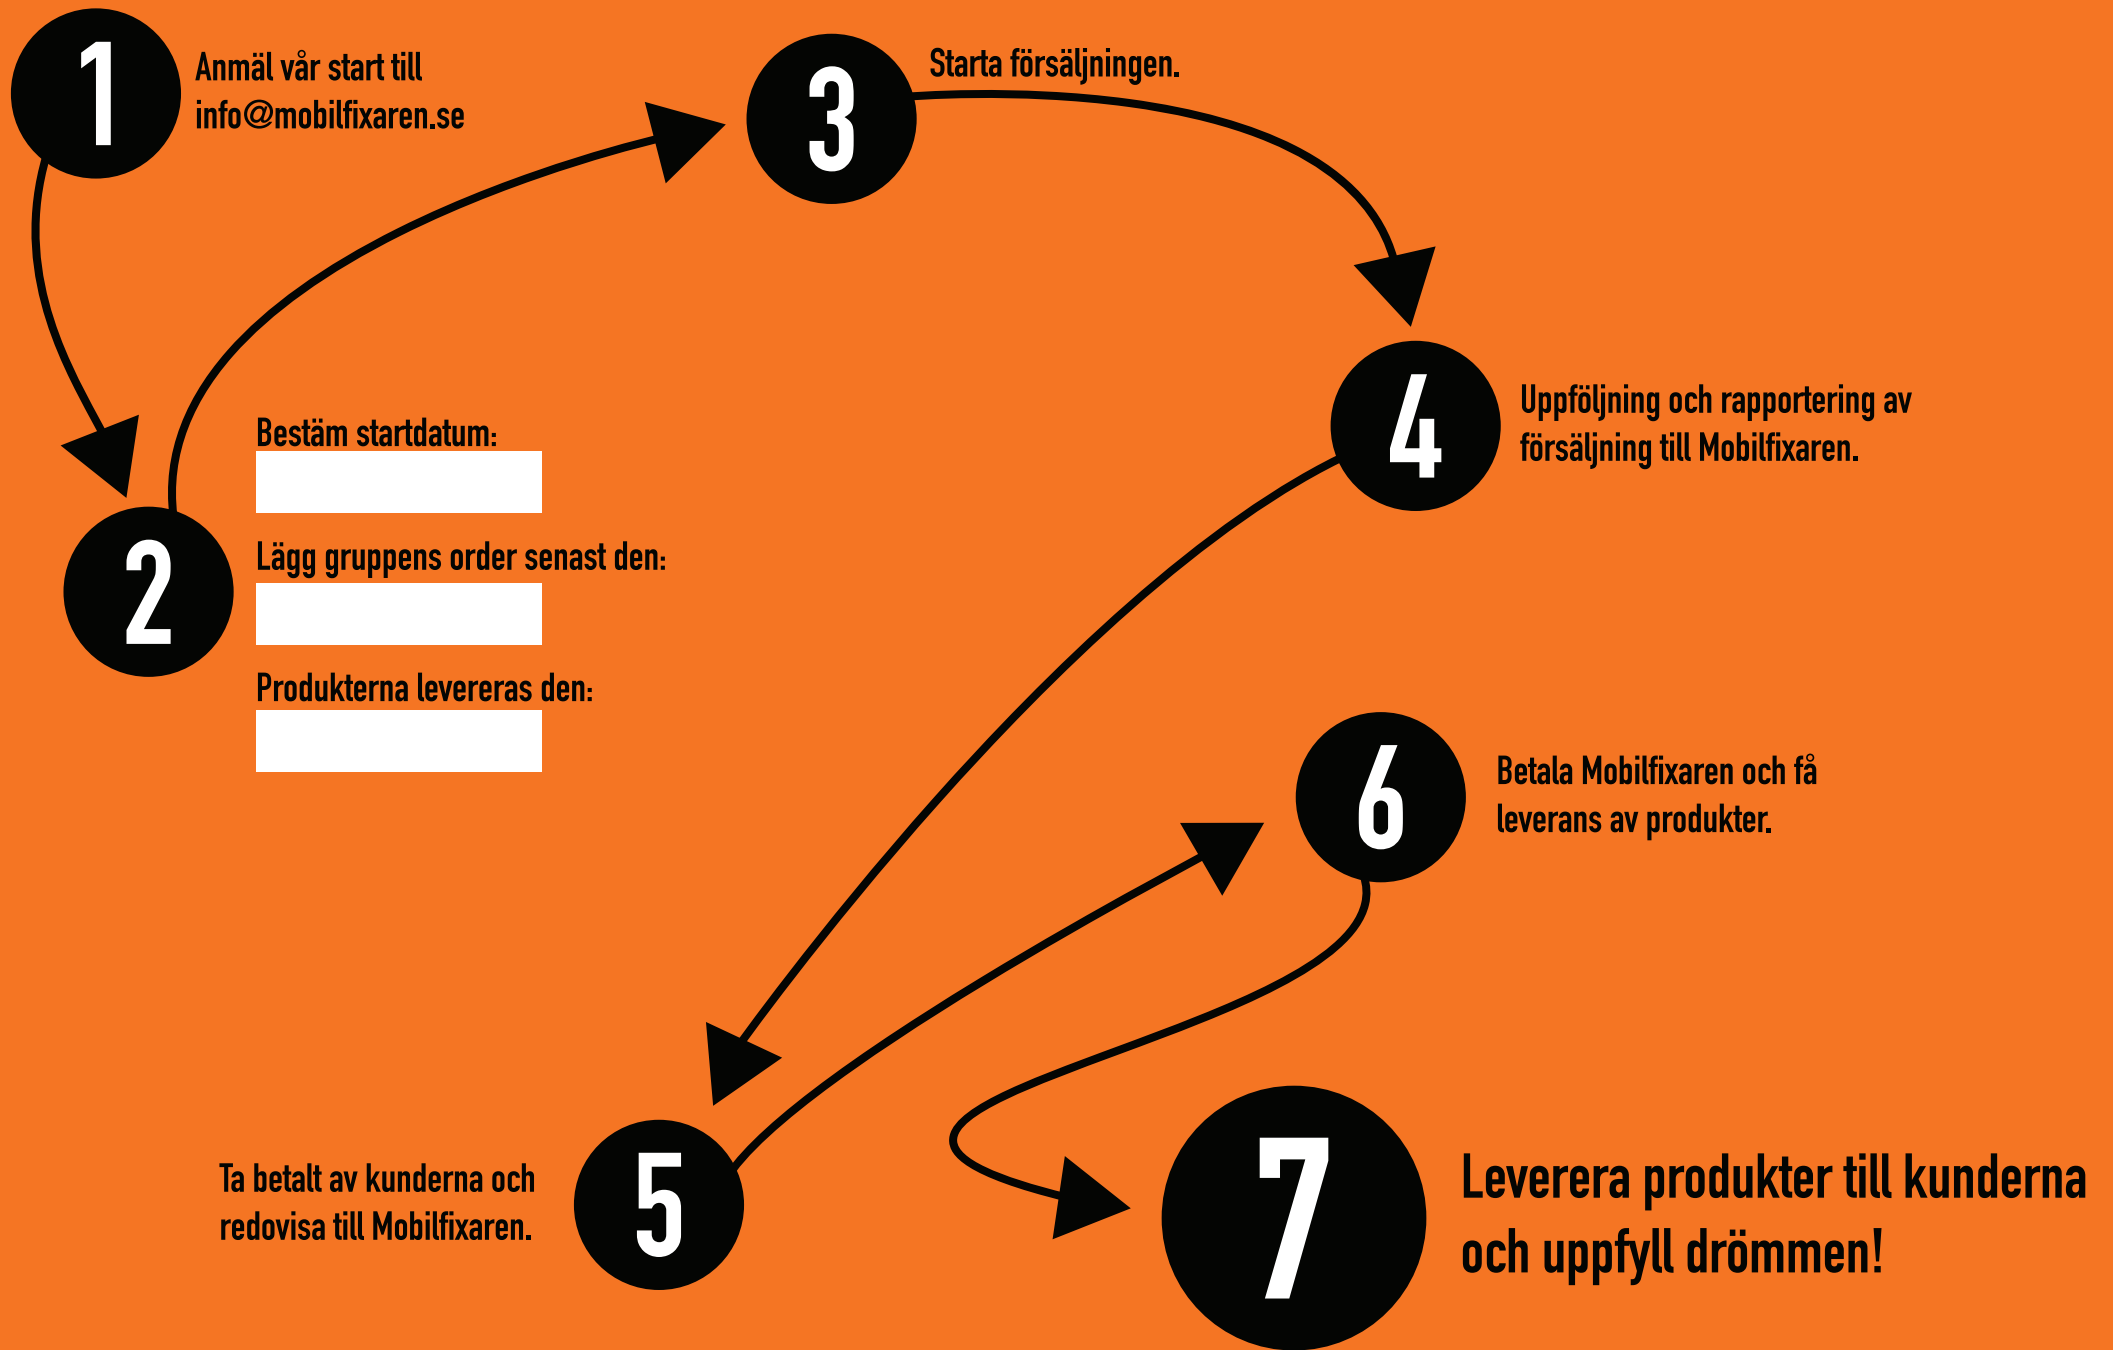 1
Anmäl vår start till
info@mobilfixaren.se
2
Bestäm startdatum:
Lägg gruppens order senast den:
Produkterna levereras den:
3
Starta försäljningen.
4
Uppföljning och rapportering av
försäljning till Mobilfixaren.
5
Ta betalt av kunderna och
redovisa till Mobilfixaren.
6
Betala Mobilfixaren och få
leverans av produkter.
7
Leverera produkter till kunderna
och uppfyll drömmen!